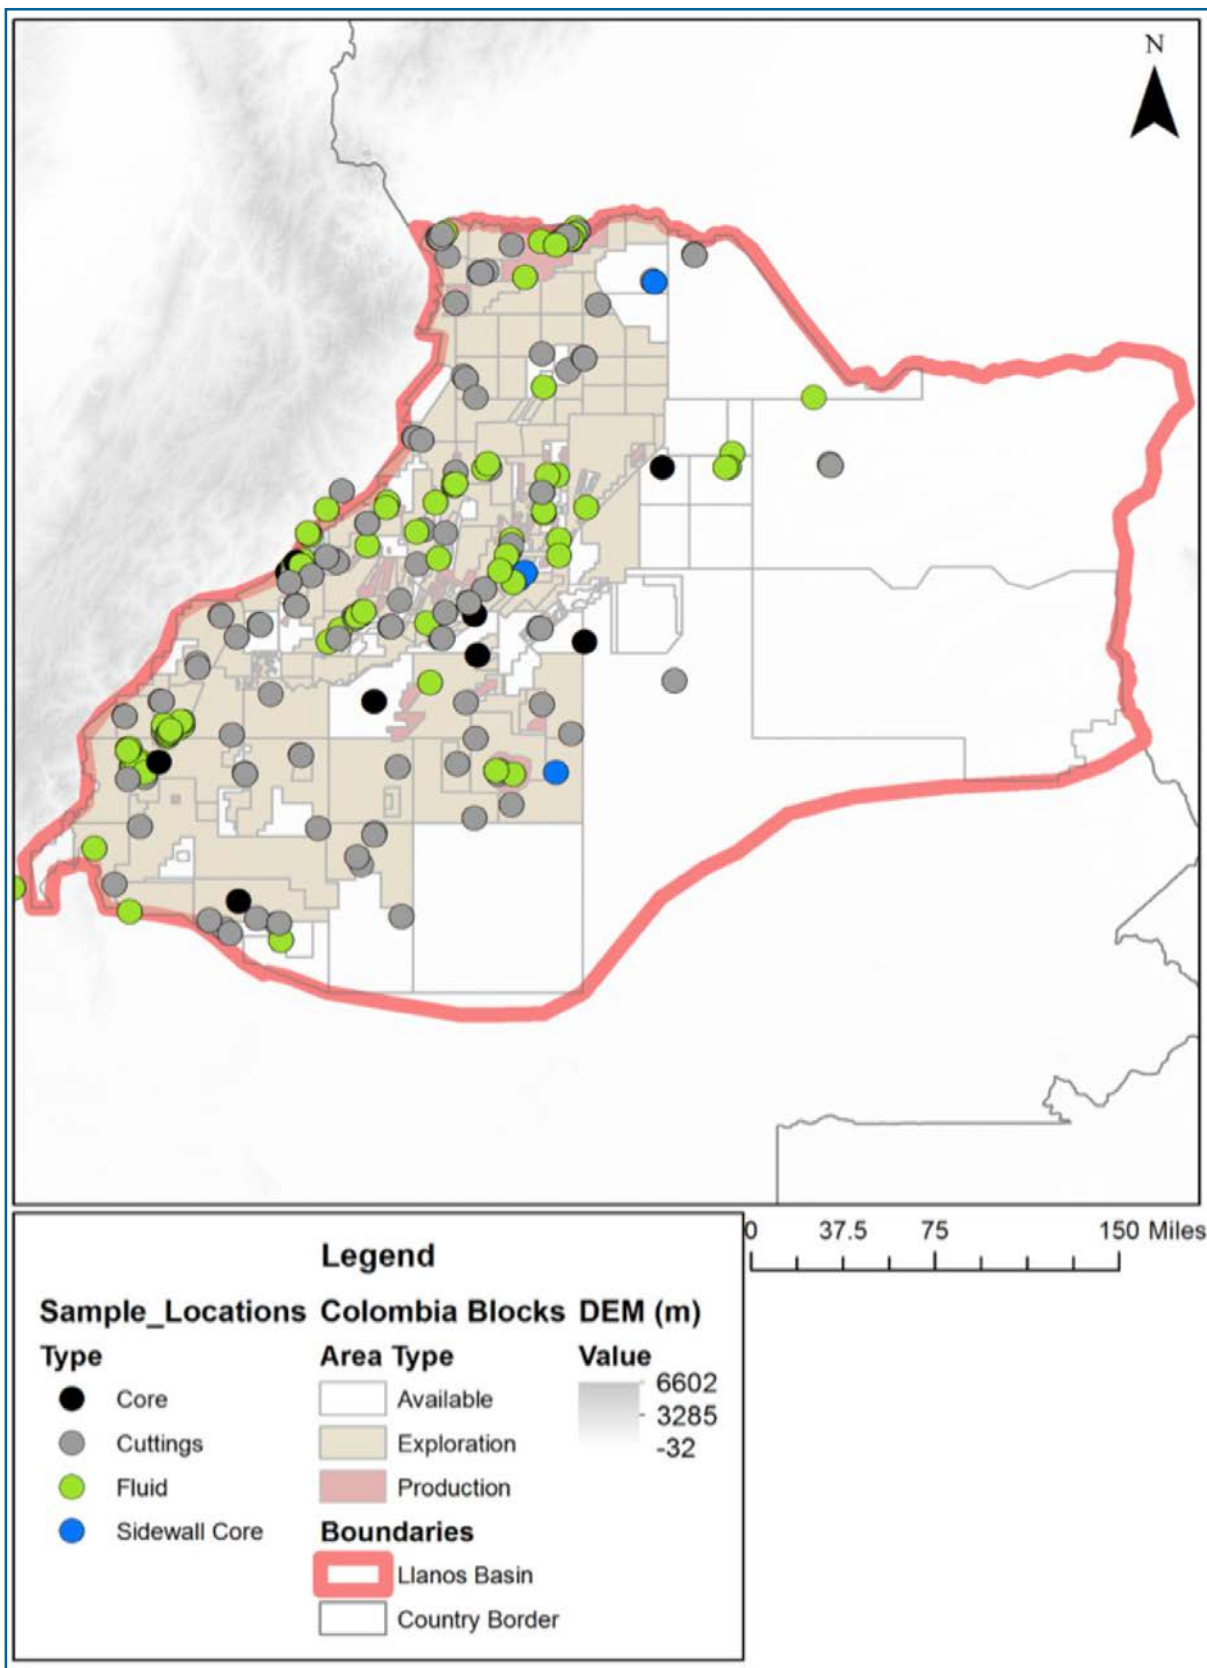 N
0 37.5 75 150 Miles
Legend
Sample_Locations Colombia Blocks DEM (m)
Type Area Type Value
Core Available 6602
3285
Cuttings Exploration -32
Fluid Production
Sidewall Core Boundaries
Llanos Basin
Country Border